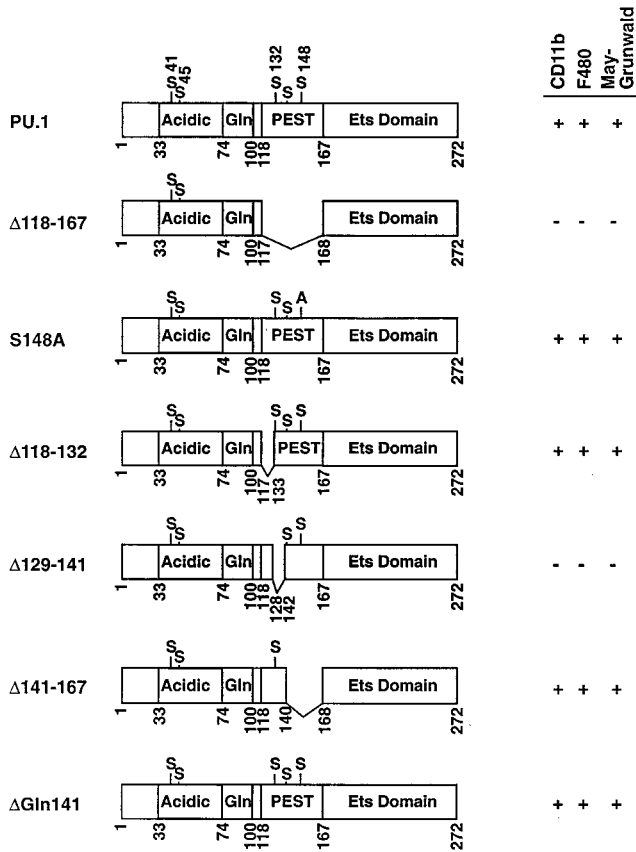 CD11b F480 May-Grunwald
S41 S45 S132 S S148
PU.1 Acidic Gln PEST Ets Domain + + +
1 33 74 100 118 167 272
S S
Δ118-167 Acidic Gln Ets Domain - - -
1 33 74 100 117 168 272
S S S S A
S148A Acidic Gln PEST Ets Domain + + +
1 33 74 100 118 167 272
S S S S S
Δ118-132 Acidic Gln PEST Ets Domain + + +
1 33 74 100 117 133 167 272
S S S S
Δ129-141 Acidic Gln Ets Domain - - -
1 33 74 100 118 128 142 167 272
S S S
Δ141-167 Acidic Gln Ets Domain + + +
1 33 74 100 118 140 168 272
S S S S S
ΔGln141 Acidic Gln PEST Ets Domain + + +
1 33 74 100 118 167 272